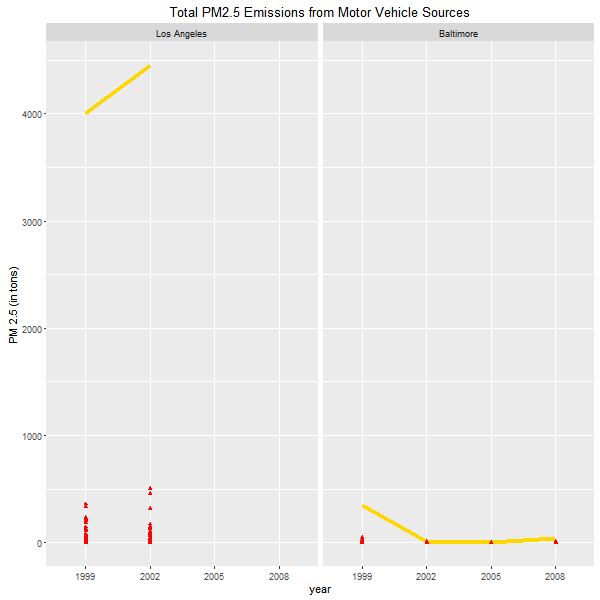 Total PM2.5 Emissions from Motor Vehicle Sources
Los Angeles
Baltimore
PM 2.5 (in tons)
4000
3000
2000
1000
0
1999
2002
2005
2008
1999
2002
2005
2008
year